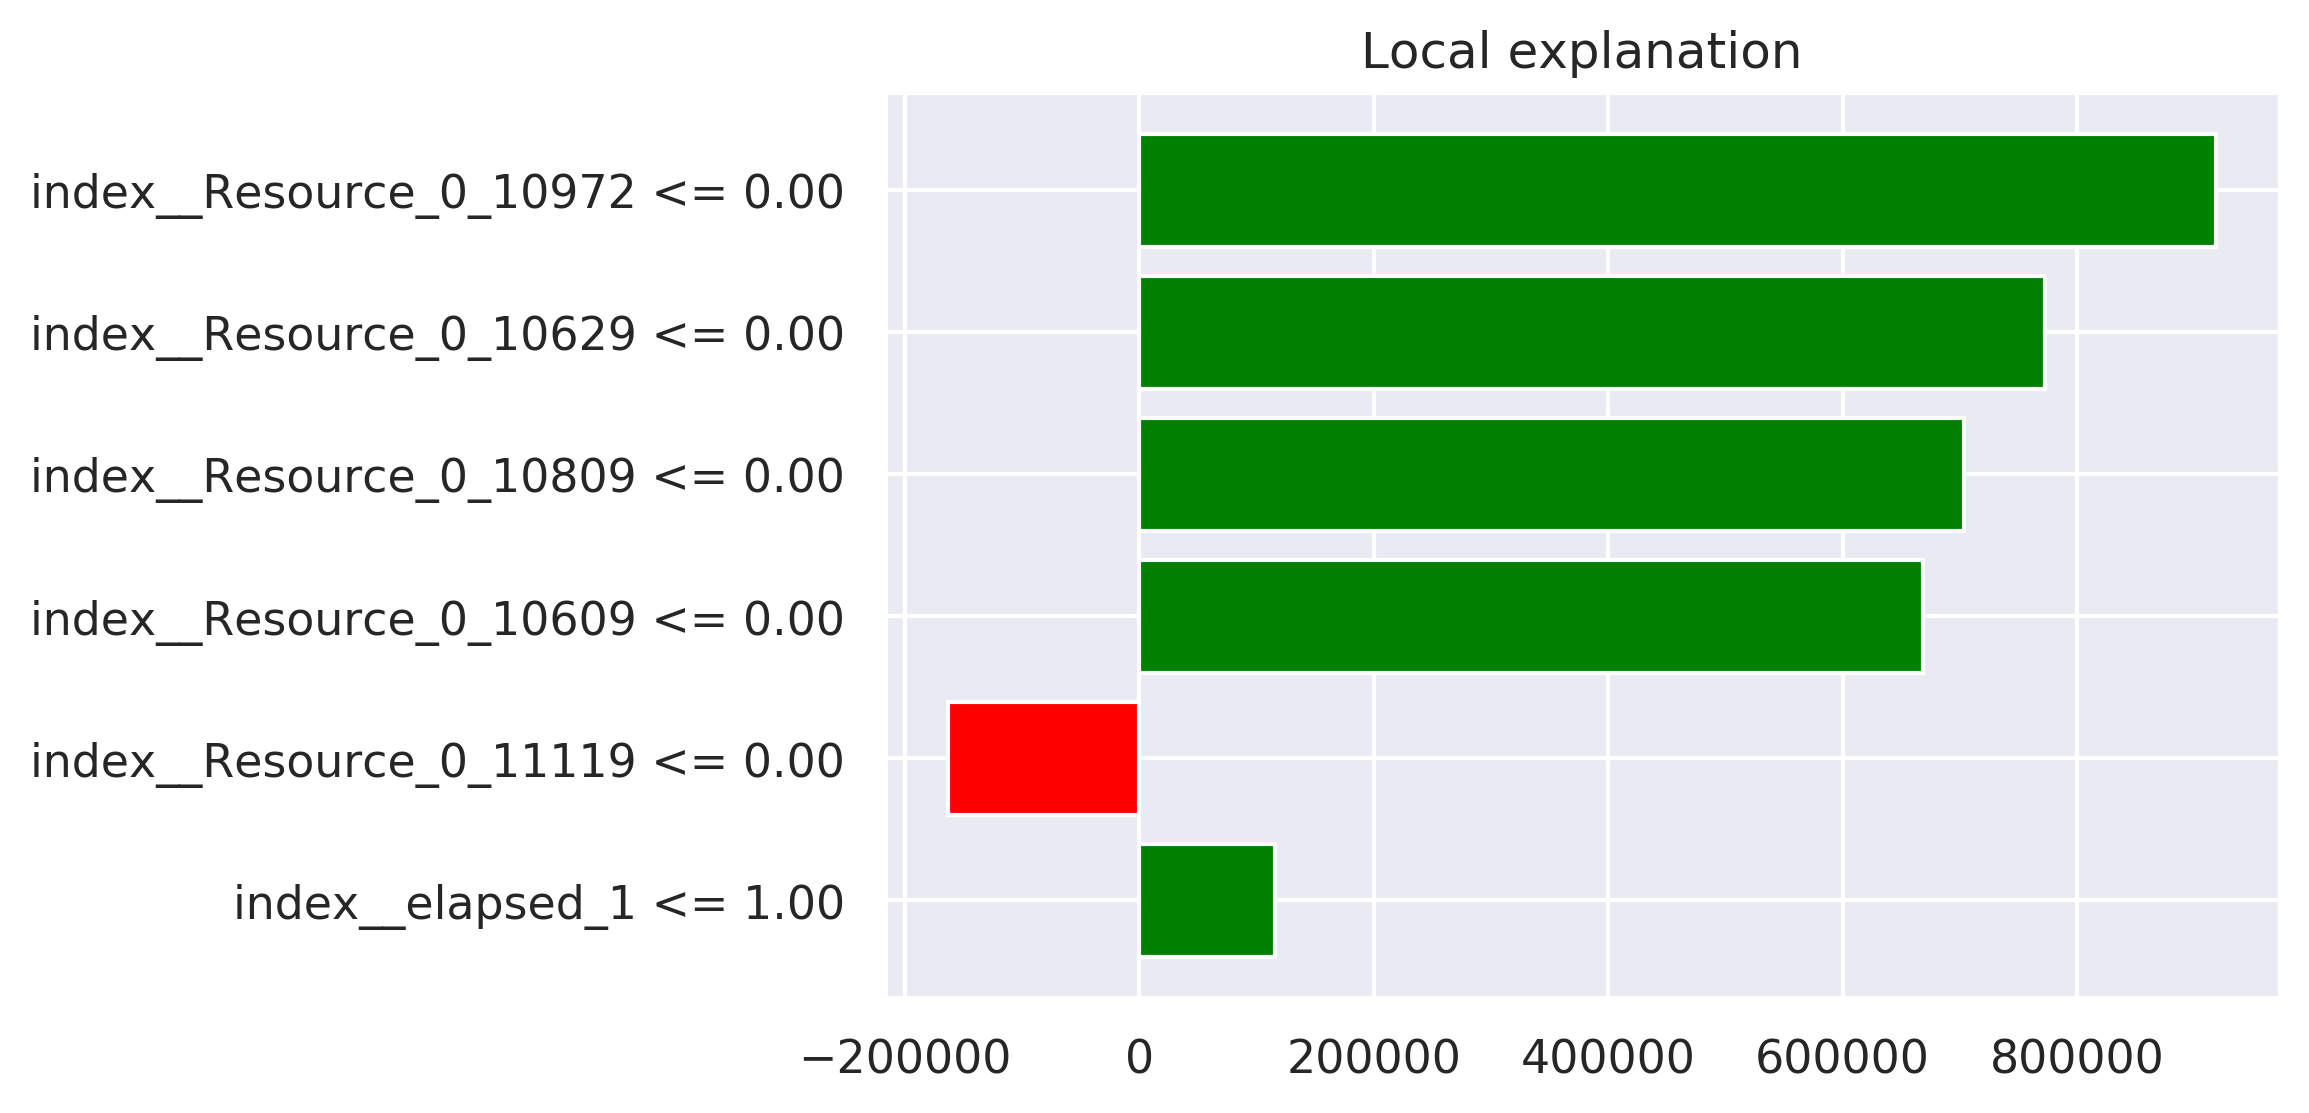 Local explanation
index__Resource_0_10972 <= 0.00
index__Resource_0_10629 <= 0.00
index__Resource_0_10809 <= 0.00
index__Resource_0_10609 <= 0.00
index__Resource_0_11119 <= 0.00
index__elapsed_1 <= 1.00
−200000 0 200000 400000 600000 800000